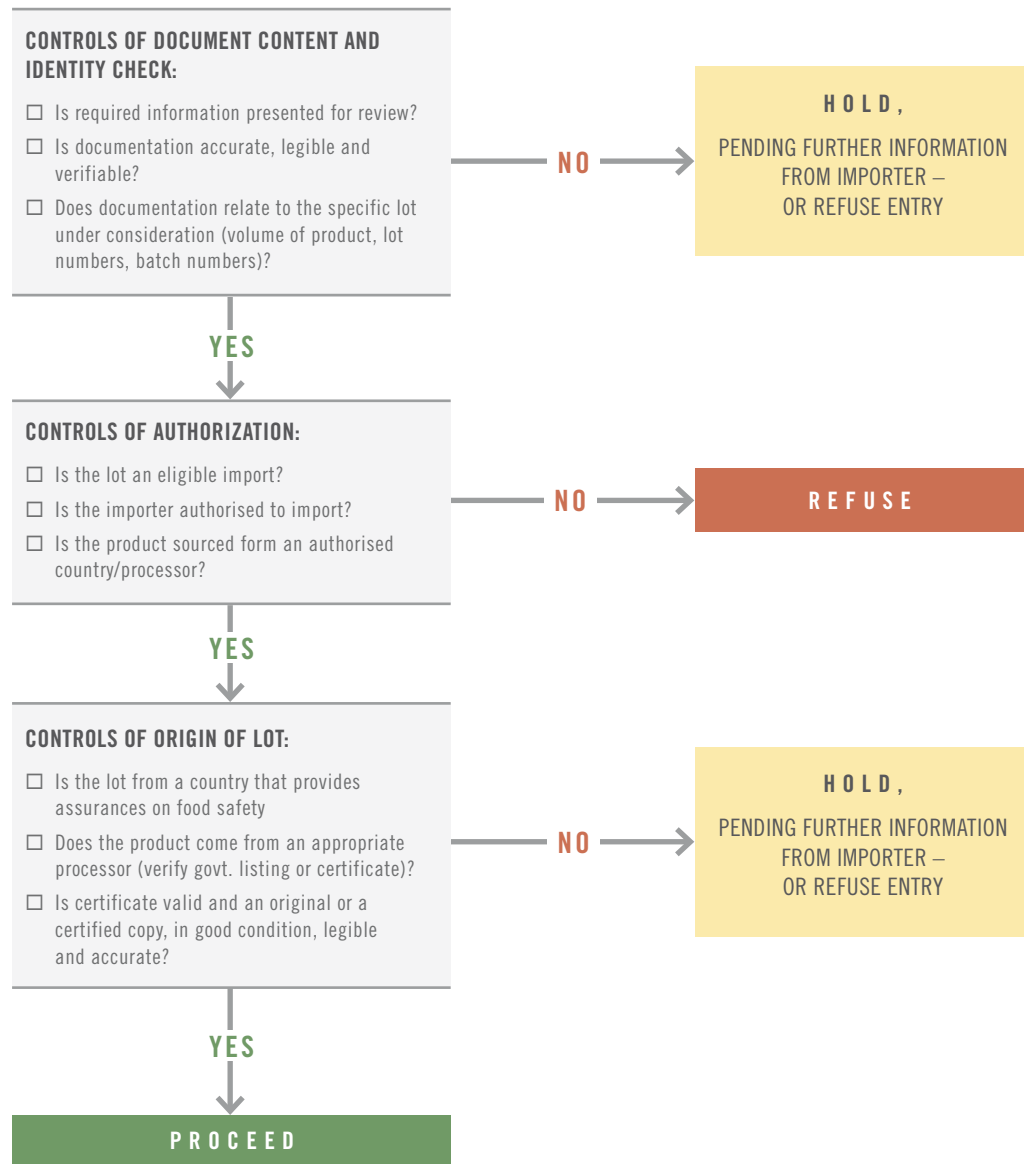 CONTROLS OF DOCUMENT CONTENT AND
IDENTITY CHECK:
☐ Is required information presented for review?
☐ Is documentation accurate, legible and
verifiable?
☐ Does documentation relate to the specific lot
under consideration (volume of product, lot
numbers, batch numbers)?
NO
HOLD,
PENDING FURTHER INFORMATION
FROM IMPORTER –
OR REFUSE ENTRY
YES
CONTROLS OF AUTHORIZATION:
☐ Is the lot an eligible import?
☐ Is the importer authorised to import?
☐ Is the product sourced form an authorised
country/processor?
NO
REFUSE
YES
CONTROLS OF ORIGIN OF LOT:
☐ Is the lot from a country that provides
assurances on food safety
☐ Does the product come from an appropriate
processor (verify govt. listing or certificate)?
☐ Is certificate valid and an original or a
certified copy, in good condition, legible
and accurate?
NO
HOLD,
PENDING FURTHER INFORMATION
FROM IMPORTER –
OR REFUSE ENTRY
YES
PROCEED